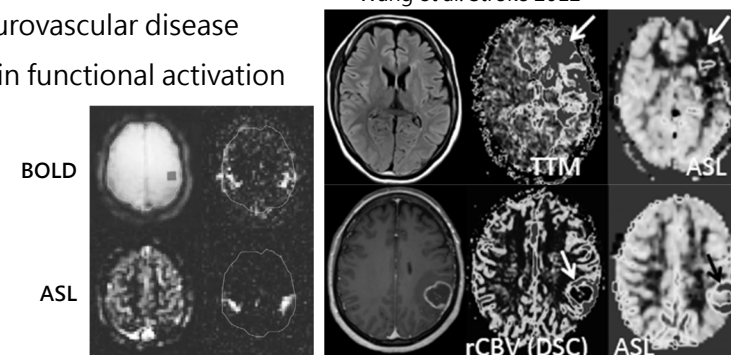 urovascular disease
in functional activation
BOLD
ASL
TTM
ASL
rCBV (DSC)
ASL